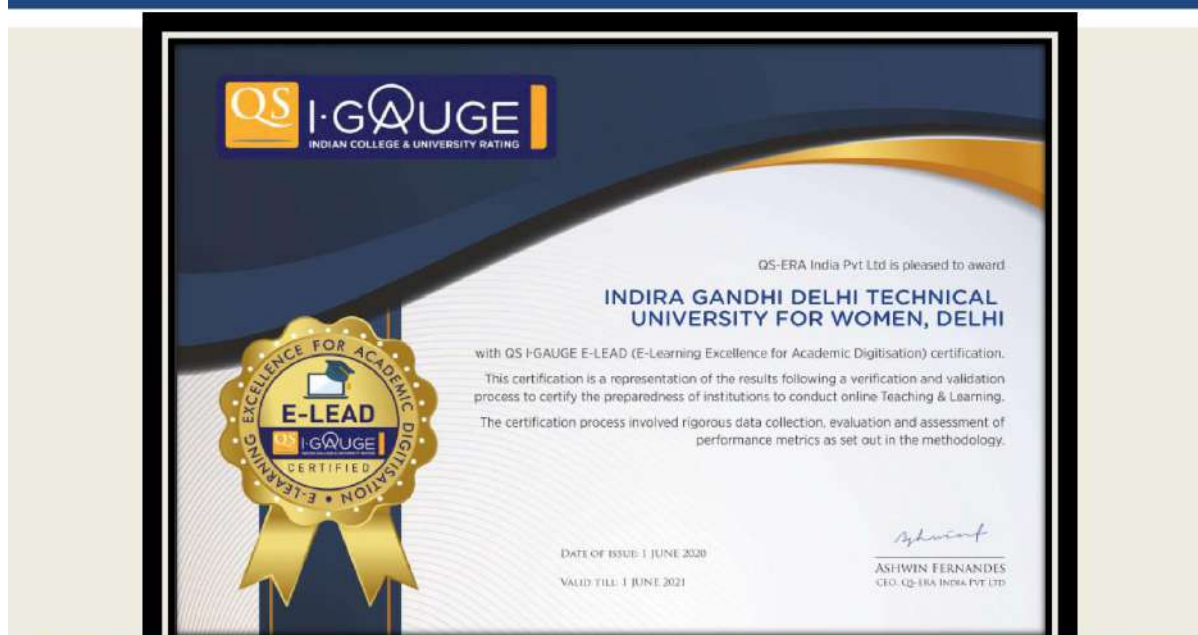 QS I·GAUGE
INDIAN COLLEGE & UNIVERSITY RATING
QS-ERA India Pvt Ltd is pleased to award
INDIRA GANDHI DELHI TECHNICAL
UNIVERSITY FOR WOMEN, DELHI
with QS I-GAUGE E-LEAD (E-Learning Excellence for Academic Digitisation) certification.
This certification is a representation of the results following a verification and validation
process to certify the preparedness of institutions to conduct online Teaching & Learning.
The certification process involved rigorous data collection, evaluation and assessment of
performance metrics as set out in the methodology.
E-LEARNING EXCELLENCE FOR ACADEMIC DIGITISATION •
E-LEAD
QS I·GAUGE
CERTIFIED
DATE OF ISSUE: 1 JUNE 2020
VALID TILL: 1 JUNE 2021
Ashwinf
ASHWIN FERNANDES
CEO, QS-ERA INDIA PVT LTD